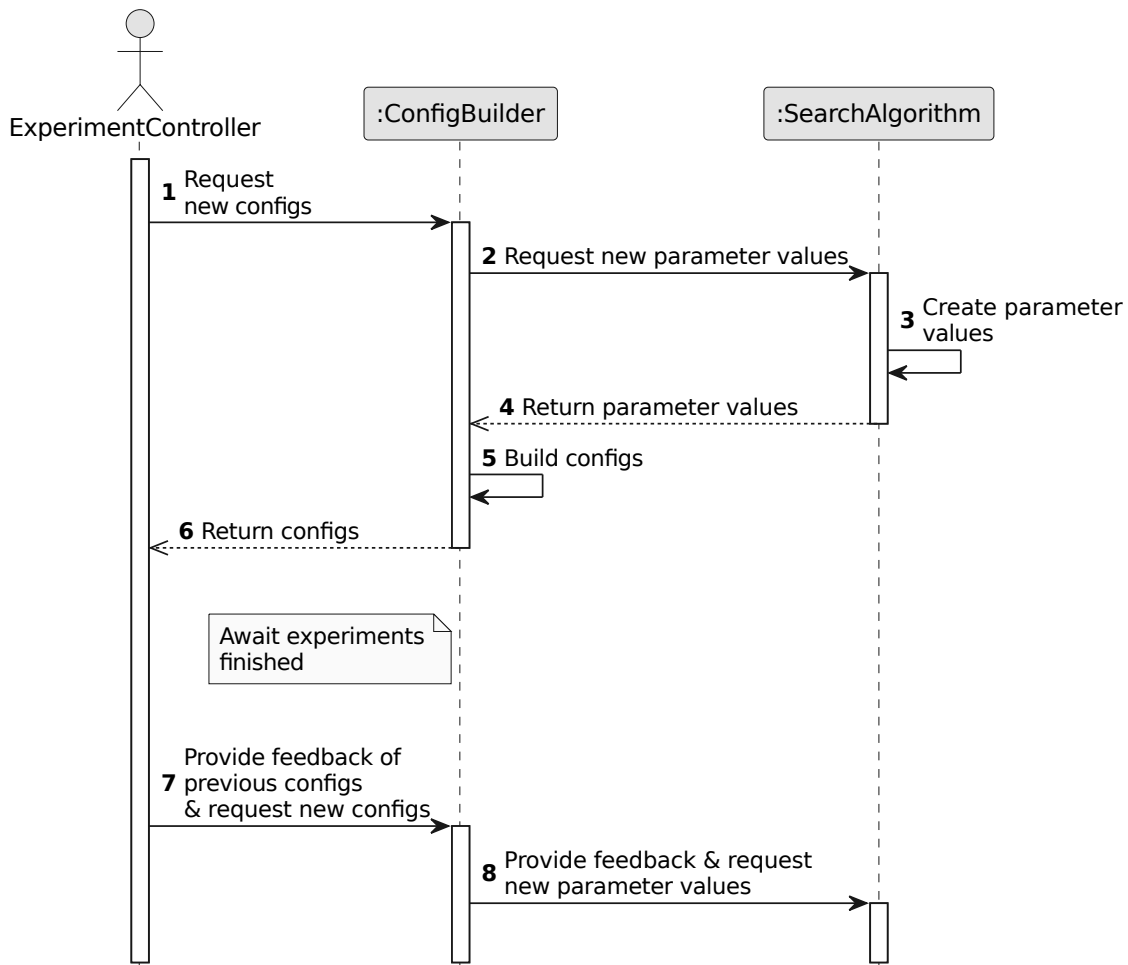 ExperimentController
:ConfigBuilder
:SearchAlgorithm
1 Request
new configs
2 Request new parameter values
3 Create parameter
values
4 Return parameter values
5 Build configs
6 Return configs
Await experiments
finished
7 Provide feedback of
previous configs
& request new configs
8 Provide feedback & request
new parameter values